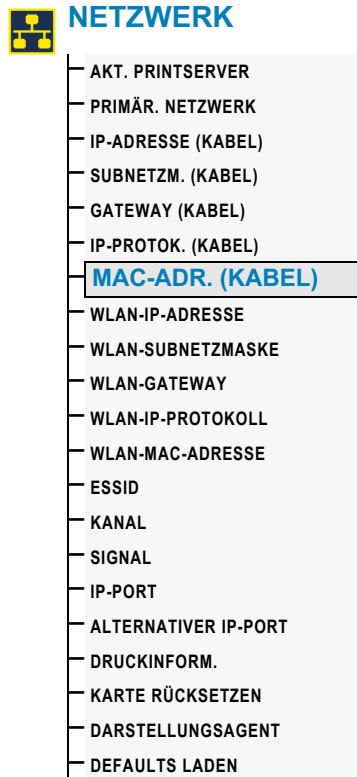 NETZWERK
AKT. PRINTSERVER
PRIMÄR. NETZWERK
IP-ADRESSE (KABEL)
SUBNETZM. (KABEL)
GATEWAY (KABEL)
IP-PROTOK. (KABEL)
MAC-ADR. (KABEL)
WLAN-IP-ADRESSE
WLAN-SUBNETZMASKE
WLAN-GATEWAY
WLAN-IP-PROTOKOLL
WLAN-MAC-ADRESSE
ESSID
KANAL
SIGNAL
IP-PORT
ALTERNATIVER IP-PORT
DRUCKINFORM.
KARTE RÜCKSETZEN
DARSTELLUNGSAGENT
DEFAULTS LADEN